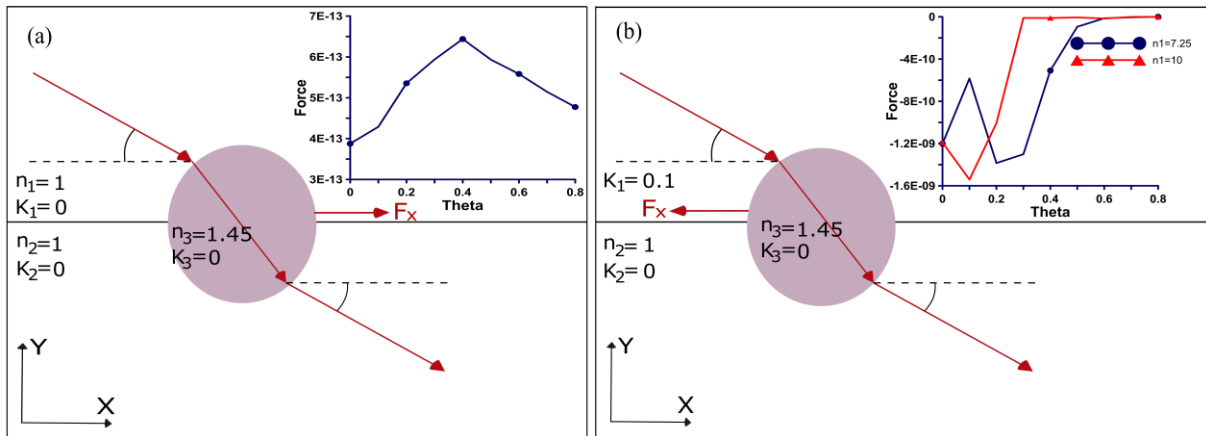 (a)
Force
7E-13
6E-13
5E-13
4E-13
3E-13
0 0.2 0.4 0.6 0.8
Theta
n1= 1
K1= 0
Fx
n2= 1
K2= 0
n3=1.45
K3=0
Y
X
(b)
Force
0
-4E-10
-8E-10
-1.2E-09
-1.6E-09
0 0.2 0.4 0.6 0.8
Theta
n1=7.25
n1=10
K1= 0.1
Fx
n2= 1
K2= 0
n3=1.45
K3=0
Y
X